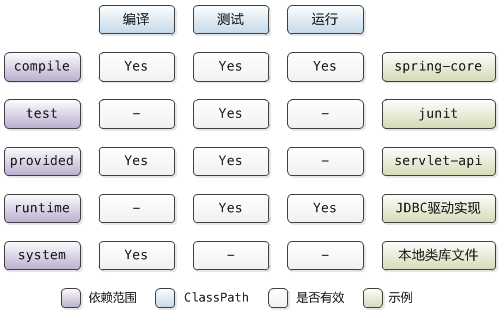 编译 测试 运行
compile Yes Yes Yes spring-core
test - Yes - junit
provided Yes Yes - servlet-api
runtime - Yes Yes JDBC驱动实现
system Yes - - 本地类库文件
依赖范围 ClassPath 是否有效 示例